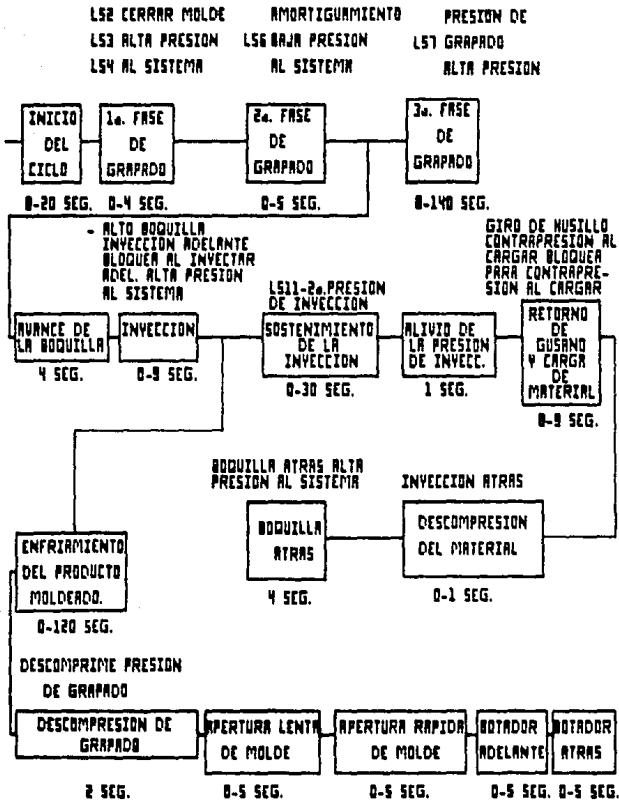 LS2 CERRAR MOLDE
LS3 ALTA PRESION
LS4 AL SISTEMA
AMORTIGUAMIENTO
LS6 BAJA PRESION
AL SISTEMA
PRESION DE
LS7 GRAPADO
ALTA PRESION
INICIO
DEL
CICLO
1a. FASE
DE
GRAPADO
2a. FASE
DE
GRAPADO
3a. FASE
DE
GRAPADO
0-20 SEG.
0-4 SEG.
0-5 SEG.
0-140 SEG.
- ALTO BOQUILLA
INYECCION ADELANTE
BLOQUEA AL INYECTAR
ADEL. ALTA PRESION
AL SISTEMA
LS11-2a.PRESION
DE INYECCION
GIRO DE HUSILLO
CONTRAPRESION AL
CARGAR BLOQUEA
PARA CONTRAPRE-
SION AL CARGAR
AVANCE DE
LA BOQUILLA
INYECCION
SOSTENIMIENTO
DE LA
INYECCION
ALIVIO DE
LA PRESION
DE INYECC.
RETORNO
DE
GUSANO
Y CARGA
DE
MATERIAL
4 SEG.
0-9 SEG.
0-30 SEG.
1 SEG.
0-9 SEG.
BOQUILLA ATRAS ALTA
PRESION AL SISTEMA
INYECCION ATRAS
BOQUILLA
ATRAS
DESCOMPRESION
DEL MATERIAL
4 SEG.
0-1 SEG.
ENFRIAMIENTO
DEL PRODUCTO
MOLDEADO.
0-120 SEG.
DESCOMPRIME PRESION
DE GRAPADO
DESCOMPRESION DE
GRAPADO
APERTURA LENTA
DE MOLDE
APERTURA RAPIDA
DE MOLDE
BOTADOR
ADELANTE
BOTADOR
ATRAS
2 SEG.
0-5 SEG.
0-5 SEG.
0-5 SEG.
0-5 SEG.